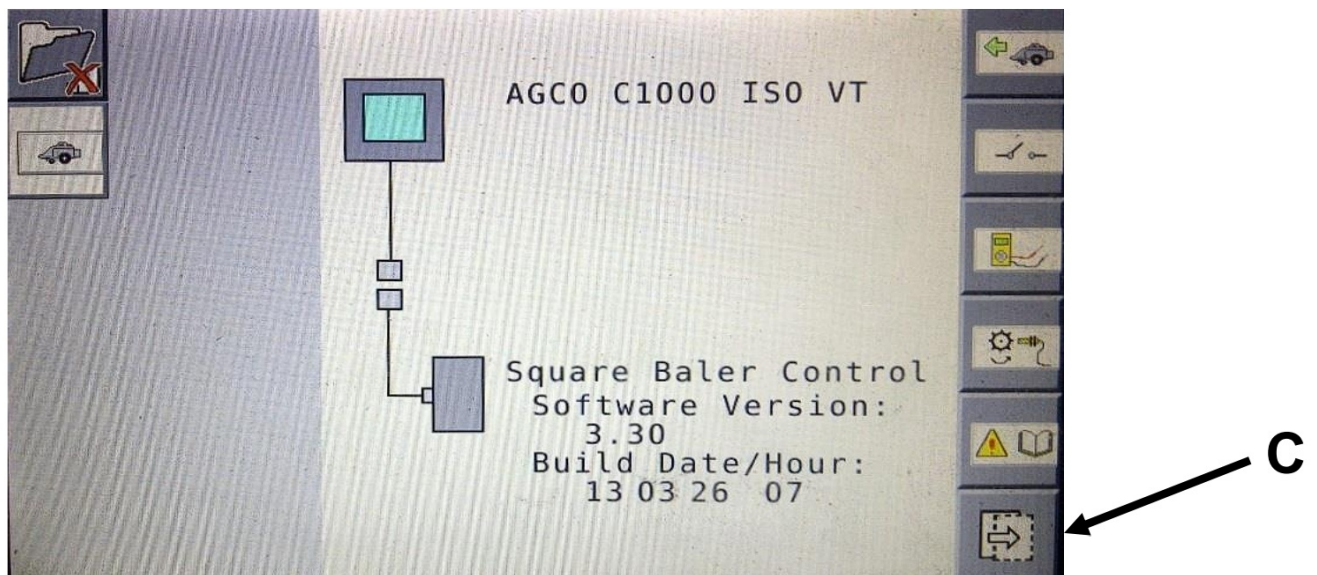 AGCO C1000 ISO VT
Square Baler Control
Software Version:
3.30
Build Date/Hour:
13 03 26 07
C